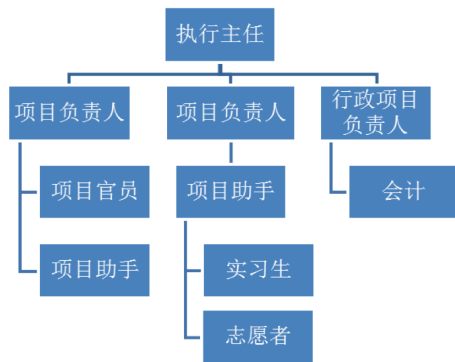 执行主任
项目负责人
项目负责人
行政项目
负责人
项目官员
项目助手
会计
项目助手
实习生
志愿者